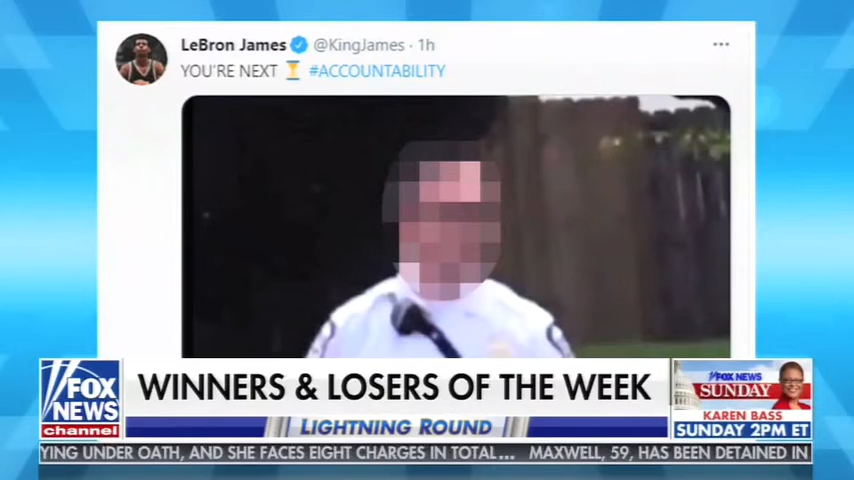 LeBron James @KingJames · 1h
YOU'RE NEXT ⏳ #ACCOUNTABILITY
FOX
NEWS
channel
WINNERS & LOSERS OF THE WEEK
LIGHTNING ROUND
FOX NEWS
SUNDAY
KAREN BASS
SUNDAY 2PM ET
YING UNDER OATH, AND SHE FACES EIGHT CHARGES IN TOTAL... MAXWELL, 59, HAS BEEN DETAINED IN